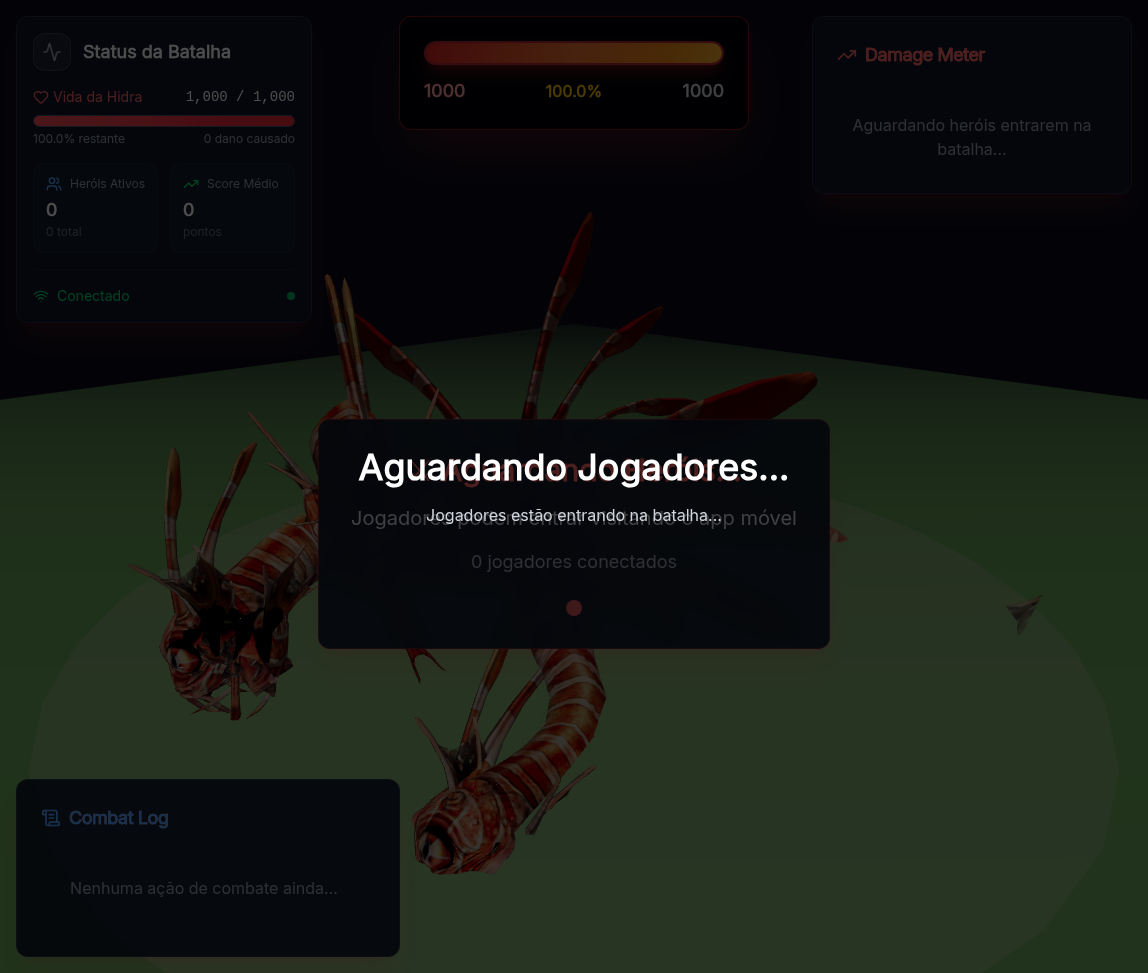 Status da Batalha
Vida da Hidra 1,000 / 1,000
100.0% restante 0 dano causado
Heróis Ativos
0
0 total
Score Médio
0
pontos
Conectado
1000 100.0% 1000
Damage Meter
Aguardando heróis entrarem na
batalha...
Aguardando Jogadores...
Jogadores estão entrando na batalha...
Jogadores podem entrar visitando o app móvel
0 jogadores conectados
Combat Log
Nenhuma ação de combate ainda...